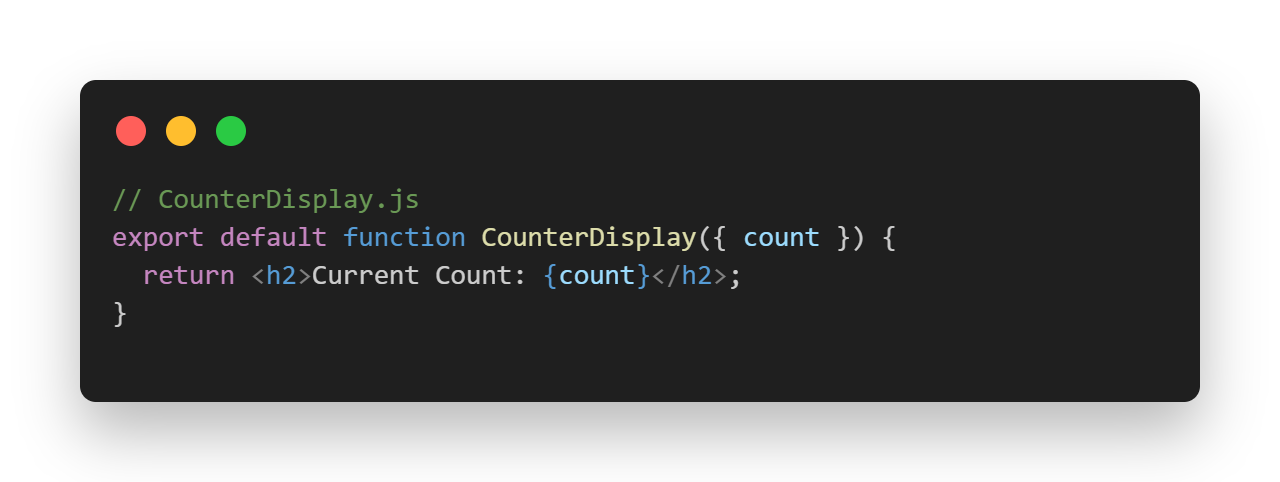 // CounterDisplay.js
export default function CounterDisplay({ count }) {
  return <h2>Current Count: {count}</h2>;
}